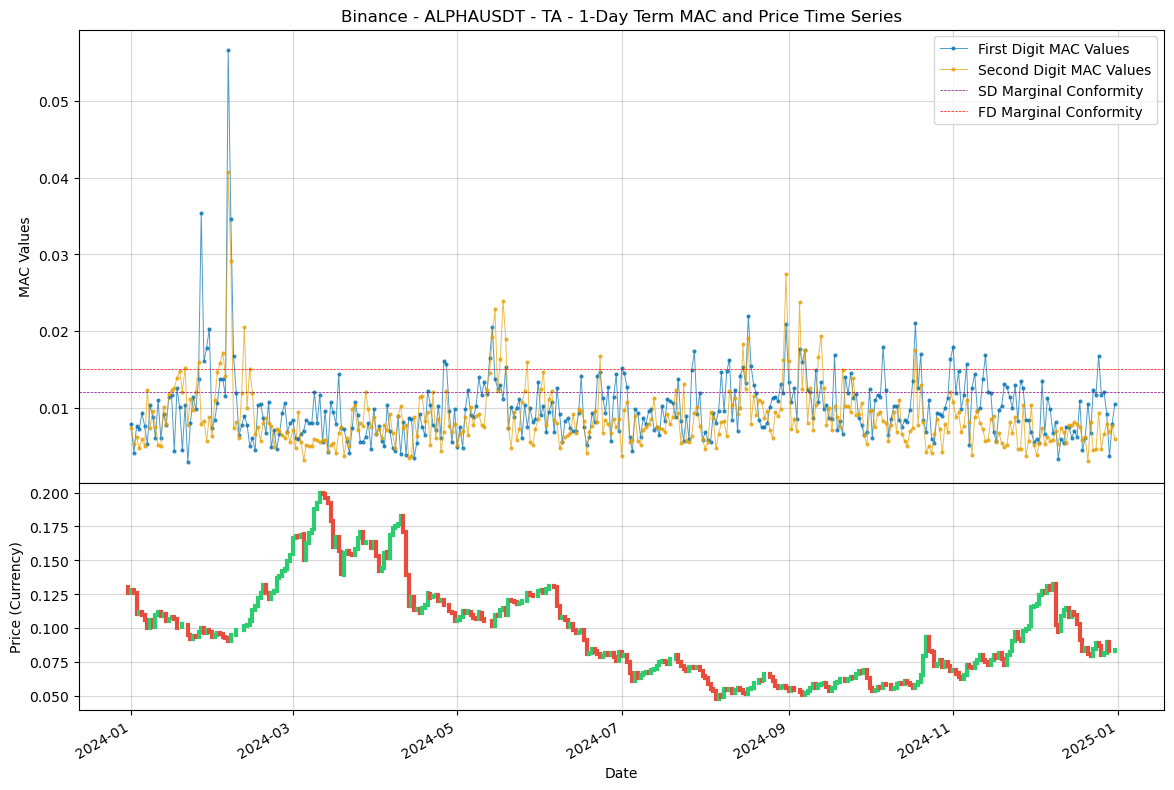 Binance - ALPHAUSDT - TA - 1-Day Term MAC and Price Time Series
First Digit MAC Values
Second Digit MAC Values
SD Marginal Conformity
FD Marginal Conformity
MAC Values
0.05
0.04
0.03
0.02
0.01
Price (Currency)
0.200
0.175
0.150
0.125
0.100
0.075
0.050
2024-01
2024-03
2024-05
2024-07
2024-09
2024-11
2025-01
Date